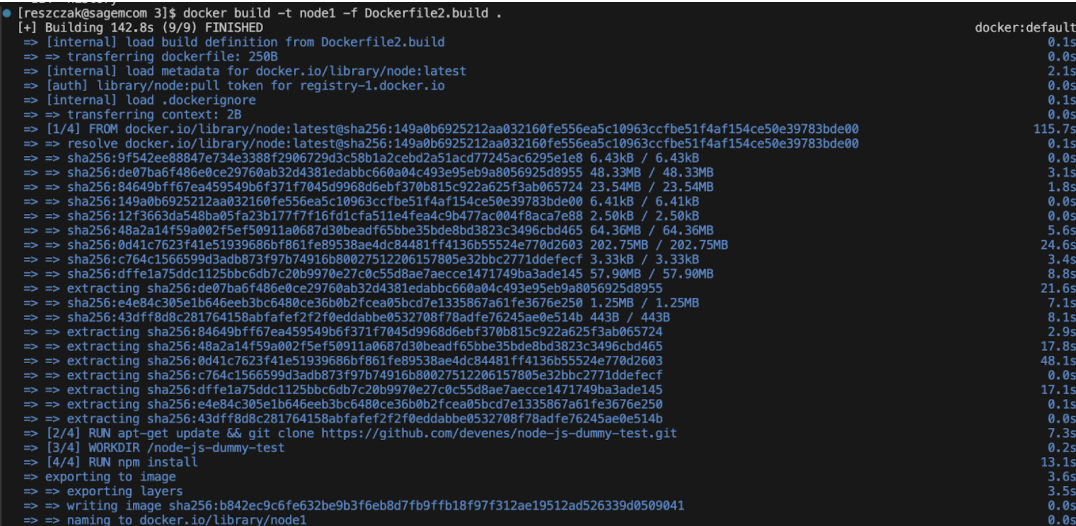 [reszczak@sagemcom 3]$ docker build -t node1 -f Dockerfile2.build .
[+] Building 142.8s (9/9) FINISHED docker:default
=> [internal] load build definition from Dockerfile2.build 0.1s
=> => transferring dockerfile: 250B 0.0s
=> [internal] load metadata for docker.io/library/node:latest 2.1s
=> [auth] library/node:pull token for registry-1.docker.io 0.0s
=> [internal] load .dockerignore 0.1s
=> => transferring context: 2B 0.0s
=> [1/4] FROM docker.io/library/node:latest@sha256:149a0b6925212aa032160fe556ea5c10963ccfbe51f4af154ce50e39783bde00 115.7s
=> => resolve docker.io/library/node:latest@sha256:149a0b6925212aa032160fe556ea5c10963ccfbe51f4af154ce50e39783bde00 0.1s
=> => sha256:9f542ee88847e734e3388f2906729d3c58b1a2cebd2a51acd77245ac6295e1e8 6.43kB / 6.43kB 0.0s
=> => sha256:de07ba6f486e0ce29760ab32d4381edabbc660a04c493e95eb9a8056925d8955 48.33MB / 48.33MB 3.1s
=> => sha256:84649bff67ea459549b6f371f7045d9968d6ebf370b815c922a625f3ab065724 23.54MB / 23.54MB 1.8s
=> => sha256:149a0b6925212aa032160fe556ea5c10963ccfbe51f4af154ce50e39783bde00 6.41kB / 6.41kB 0.0s
=> => sha256:12f3663da548ba05fa23b177f7f16fd1cfa511e4fea4c9b477ac004f8aca7e88 2.50kB / 2.50kB 0.0s
=> => sha256:48a2a14f59a002f5ef50911a0687d30beadf65bbe35bde8bd3823c3496cbd465 64.36MB / 64.36MB 5.6s
=> => sha256:0d41c7623f41e51939686bf861fe89538ae4dc84481ff4136b55524e770d2603 202.75MB / 202.75MB 24.6s
=> => sha256:c764c1566599d3adb873f97b74916b80027512206157805e32bbc2771ddefecf 3.33kB / 3.33kB 3.4s
=> => sha256:dffe1a75ddc1125bbc6db7c20b9970e27c0c55d8ae7aecce1471749ba3ade145 57.90MB / 57.90MB 8.8s
=> => extracting sha256:de07ba6f486e0ce29760ab32d4381edabbc660a04c493e95eb9a8056925d8955 21.6s
=> => sha256:e4e84c305e1b646eeb3bc6480ce36b0b2fcea05bcd7e1335867a61fe3676e250 1.25MB / 1.25MB 7.1s
=> => sha256:43dff8d8c281764158abfafef2f2f0eddabbe0532708f78adfe76245ae0e514b 443B / 443B 8.1s
=> => extracting sha256:84649bff67ea459549b6f371f7045d9968d6ebf370b815c922a625f3ab065724 2.9s
=> => extracting sha256:48a2a14f59a002f5ef50911a0687d30beadf65bbe35bde8bd3823c3496cbd465 17.8s
=> => extracting sha256:0d41c7623f41e51939686bf861fe89538ae4dc84481ff4136b55524e770d2603 48.1s
=> => extracting sha256:c764c1566599d3adb873f97b74916b80027512206157805e32bbc2771ddefecf 0.0s
=> => extracting sha256:dffe1a75ddc1125bbc6db7c20b9970e27c0c55d8ae7aecce1471749ba3ade145 17.1s
=> => extracting sha256:e4e84c305e1b646eeb3bc6480ce36b0b2fcea05bcd7e1335867a61fe3676e250 0.1s
=> => extracting sha256:43dff8d8c281764158abfafef2f2f0eddabbe0532708f78adfe76245ae0e514b 0.0s
=> [2/4] RUN apt-get update && git clone https://github.com/devenes/node-js-dummy-test.git 7.3s
=> [3/4] WORKDIR /node-js-dummy-test 0.2s
=> [4/4] RUN npm install 13.1s
=> exporting to image 3.6s
=> => exporting layers 3.5s
=> => writing image sha256:b842ec9c6fe632be9b3f6eb8d7fb9ffb18f97f312ae19512ad526339d0509041 0.0s
=> => naming to docker.io/library/node1 0.0s